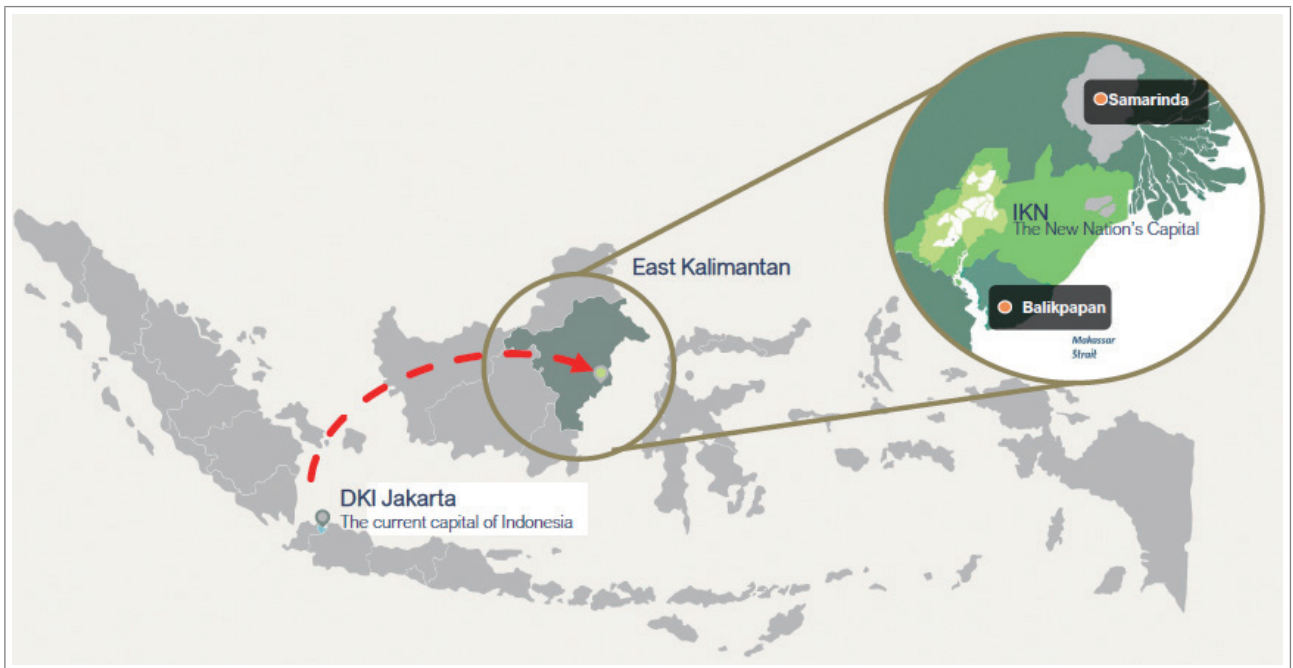 Samarinda
IKN
The New Nation's Capital
East Kalimantan
Balikpapan
Makassar
Strait
DKI Jakarta
The current capital of Indonesia